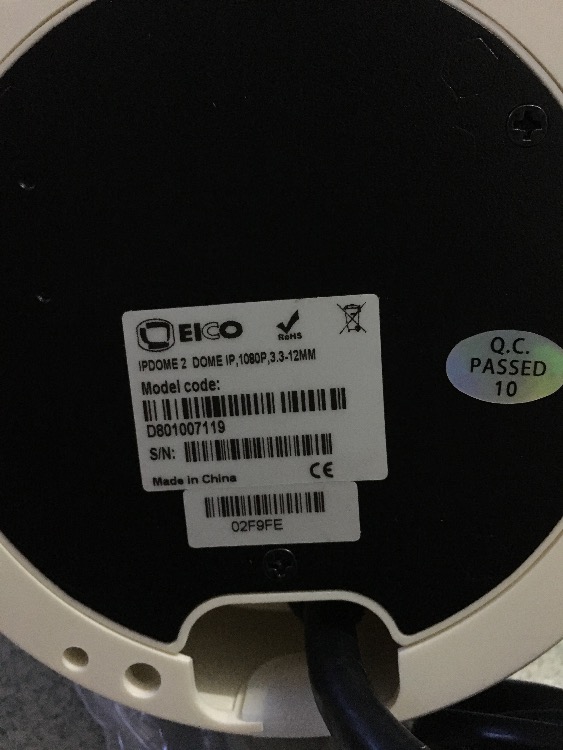 EICO
RoHS
IPDOME 2 DOME IP,1080P,3.3-12MM
Model code:
D801007119
S/N:
Made in China
CE
02F9FE
Q.C.
PASSED
10